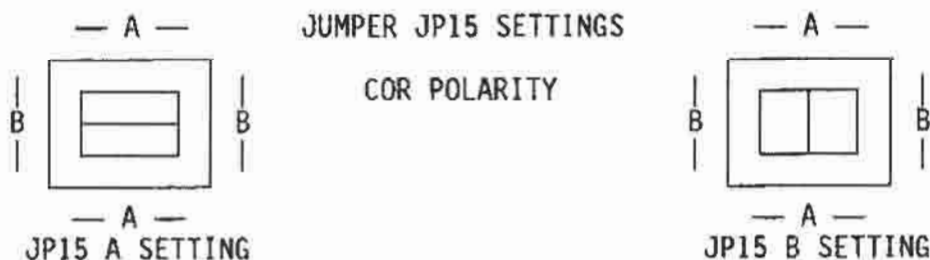 — A — JUMPER JP15 SETTINGS — A —
COR POLARITY
B B B B
— A — — A —
JP15 A SETTING JP15 B SETTING